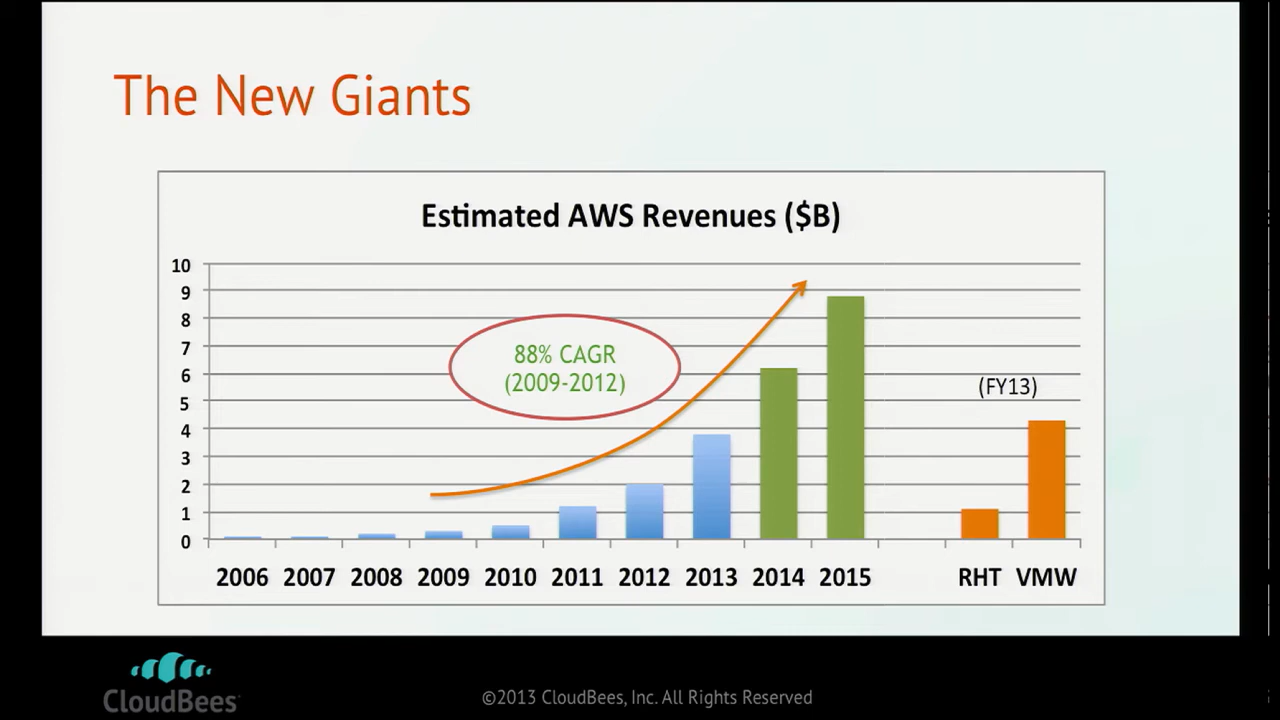 The New Giants
Estimated AWS Revenues ($B)
10
9
8
7
6
5
4
3
2
1
0
88% CAGR
(2009-2012)
(FY13)
2006 2007 2008 2009 2010 2011 2012 2013 2014 2015 RHT VMW
CloudBees
©2013 CloudBees, Inc. All Rights Reserved